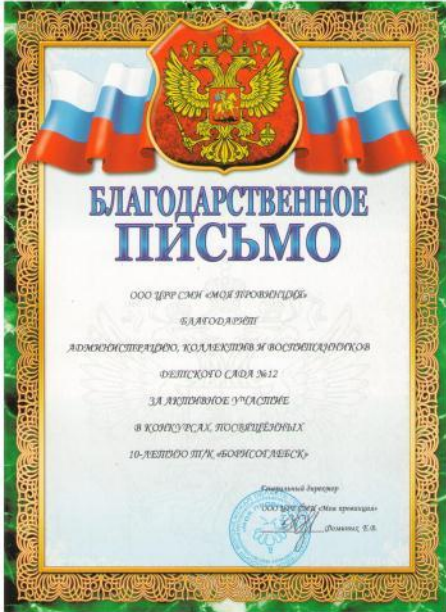 БЛАГОДАРСТВЕННОЕ
ПИСЬМО
ООО ЦРР СМИ «МОЯ ПРОВИНЦИЯ»
БЛАГОДАРИТ
АДМИНИСТРАЦИЮ, КОЛЛЕКТИВ И ВОСПИТАННИКОВ
ДЕТСКОГО САДА №12
ЗА АКТИВНОЕ УЧАСТИЕ
В КОНКУРСАХ, ПОСВЯЩЁННЫХ
10-ЛЕТИЮ Т/К «БОРИСОГЛЕБСК»
Генеральный директор
ООО ЦРР СМИ «Моя провинция»
Е.В.